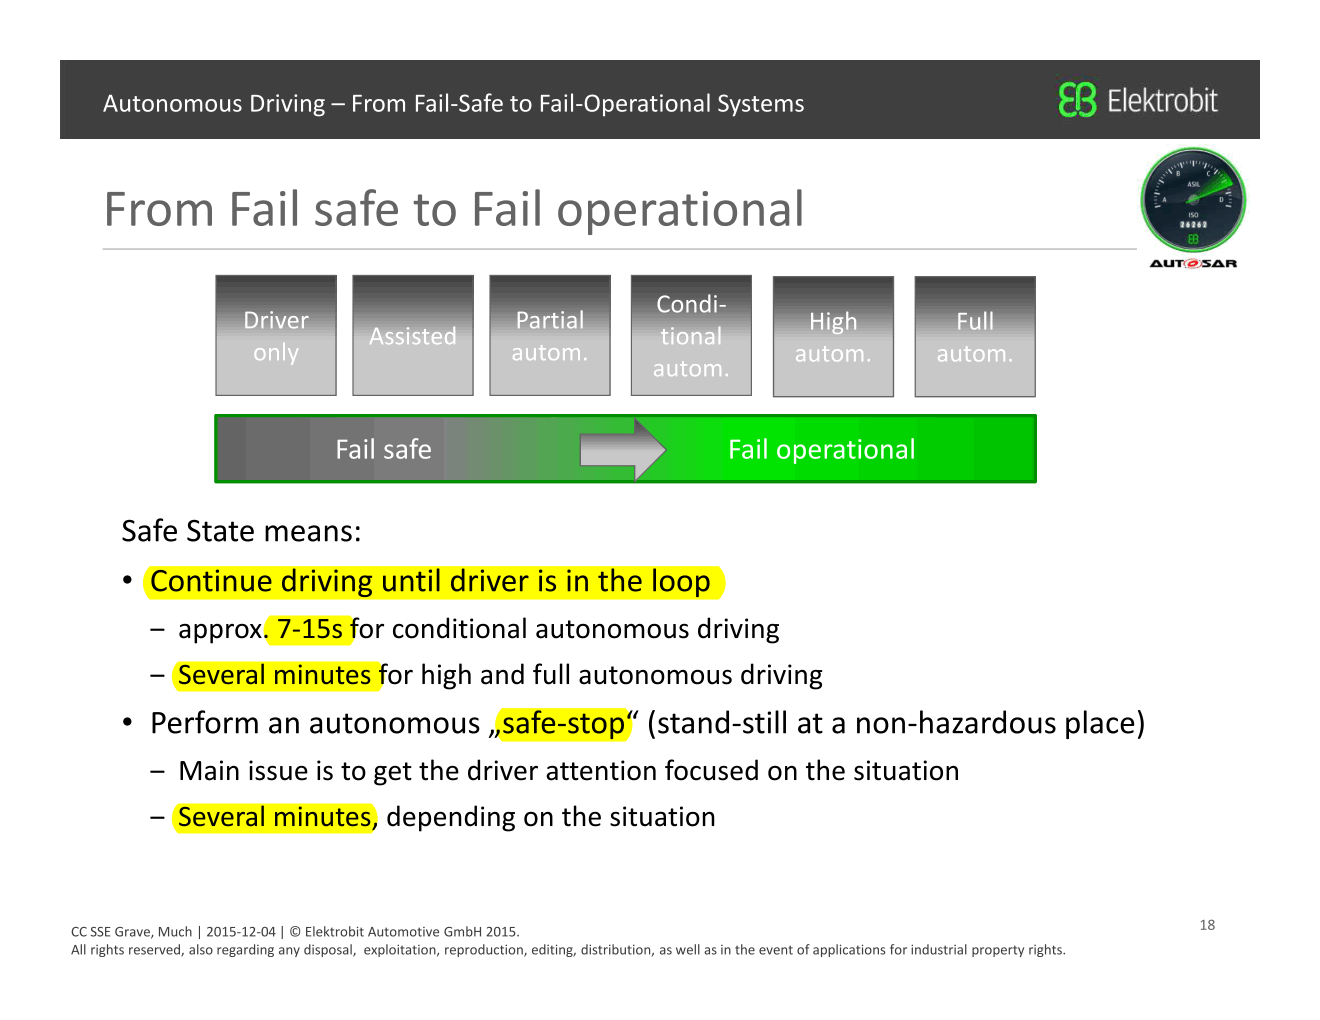 Autonomous Driving – From Fail-Safe to Fail-Operational Systems
EB Elektrobit
From Fail safe to Fail operational
B C
ASIL
A D
ISO
26262
EB
AUTOSAR
Driver
only
Assisted
Partial
autom.
Condi-
tional
autom.
High
autom.
Full
autom.
Fail safe
Fail operational
Safe State means:
• Continue driving until driver is in the loop
– approx. 7-15s for conditional autonomous driving
– Several minutes for high and full autonomous driving
• Perform an autonomous „safe-stop“ (stand-still at a non-hazardous place)
– Main issue is to get the driver attention focused on the situation
– Several minutes, depending on the situation
CC SSE Grave, Much | 2015-12-04 | © Elektrobit Automotive GmbH 2015.
All rights reserved, also regarding any disposal, exploitation, reproduction, editing, distribution, as well as in the event of applications for industrial property rights.
18